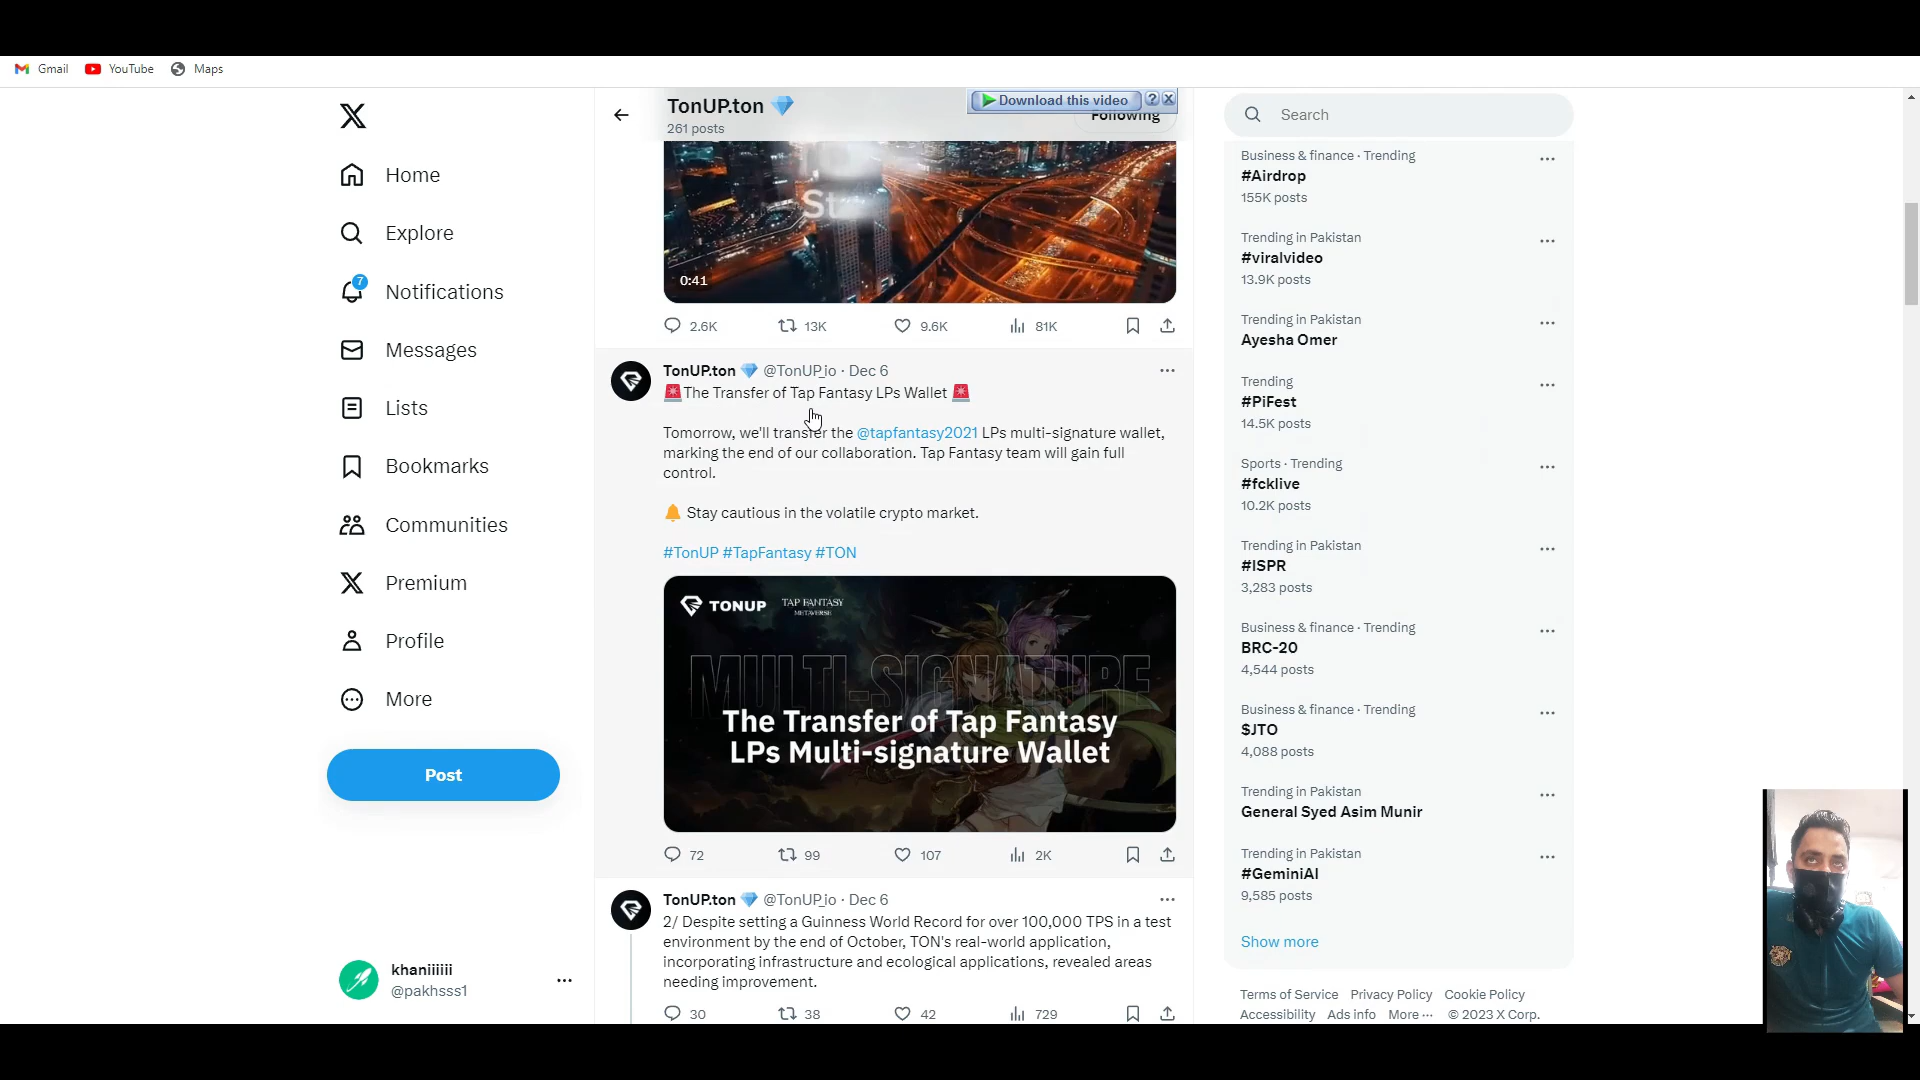 Gmail YouTube Maps
TonUP.ton 💎
261 posts
Download this video ? X
Following
Search
Home
Explore
7
Notifications
Messages
Lists
Bookmarks
Communities
Premium
Profile
More
Post
khaniiiiii
@pakhsss1
St
0:41
2.6K 13K 9.6K 81K
TonUP.ton 💎 @TonUP_io · Dec 6
🚨The Transfer of Tap Fantasy LPs Wallet 🚨
Tomorrow, we'll transfer the @tapfantasy2021 LPs multi-signature wallet,
marking the end of our collaboration. Tap Fantasy team will gain full
control.
🔔 Stay cautious in the volatile crypto market.
#TonUP #TapFantasy #TON
TONUP TAP FANTASY
METAVERSE
MULTI-SIGNATURE
The Transfer of Tap Fantasy
LPs Multi-signature Wallet
72 99 107 2K
TonUP.ton 💎 @TonUP_io · Dec 6
2/ Despite setting a Guinness World Record for over 100,000 TPS in a test
environment by the end of October, TON's real-world application,
incorporating infrastructure and ecological applications, revealed areas
needing improvement.
30 38 42 729
Business & finance · Trending
#Airdrop
155K posts
Trending in Pakistan
#viralvideo
13.9K posts
Trending in Pakistan
Ayesha Omer
Trending
#PiFest
14.5K posts
Sports · Trending
#fcklive
10.2K posts
Trending in Pakistan
#ISPR
3,283 posts
Business & finance · Trending
BRC-20
4,544 posts
Business & finance · Trending
$JTO
4,088 posts
Trending in Pakistan
General Syed Asim Munir
Trending in Pakistan
#GeminiAI
9,585 posts
Show more
Terms of Service Privacy Policy Cookie Policy
Accessibility Ads info More ··· © 2023 X Corp.